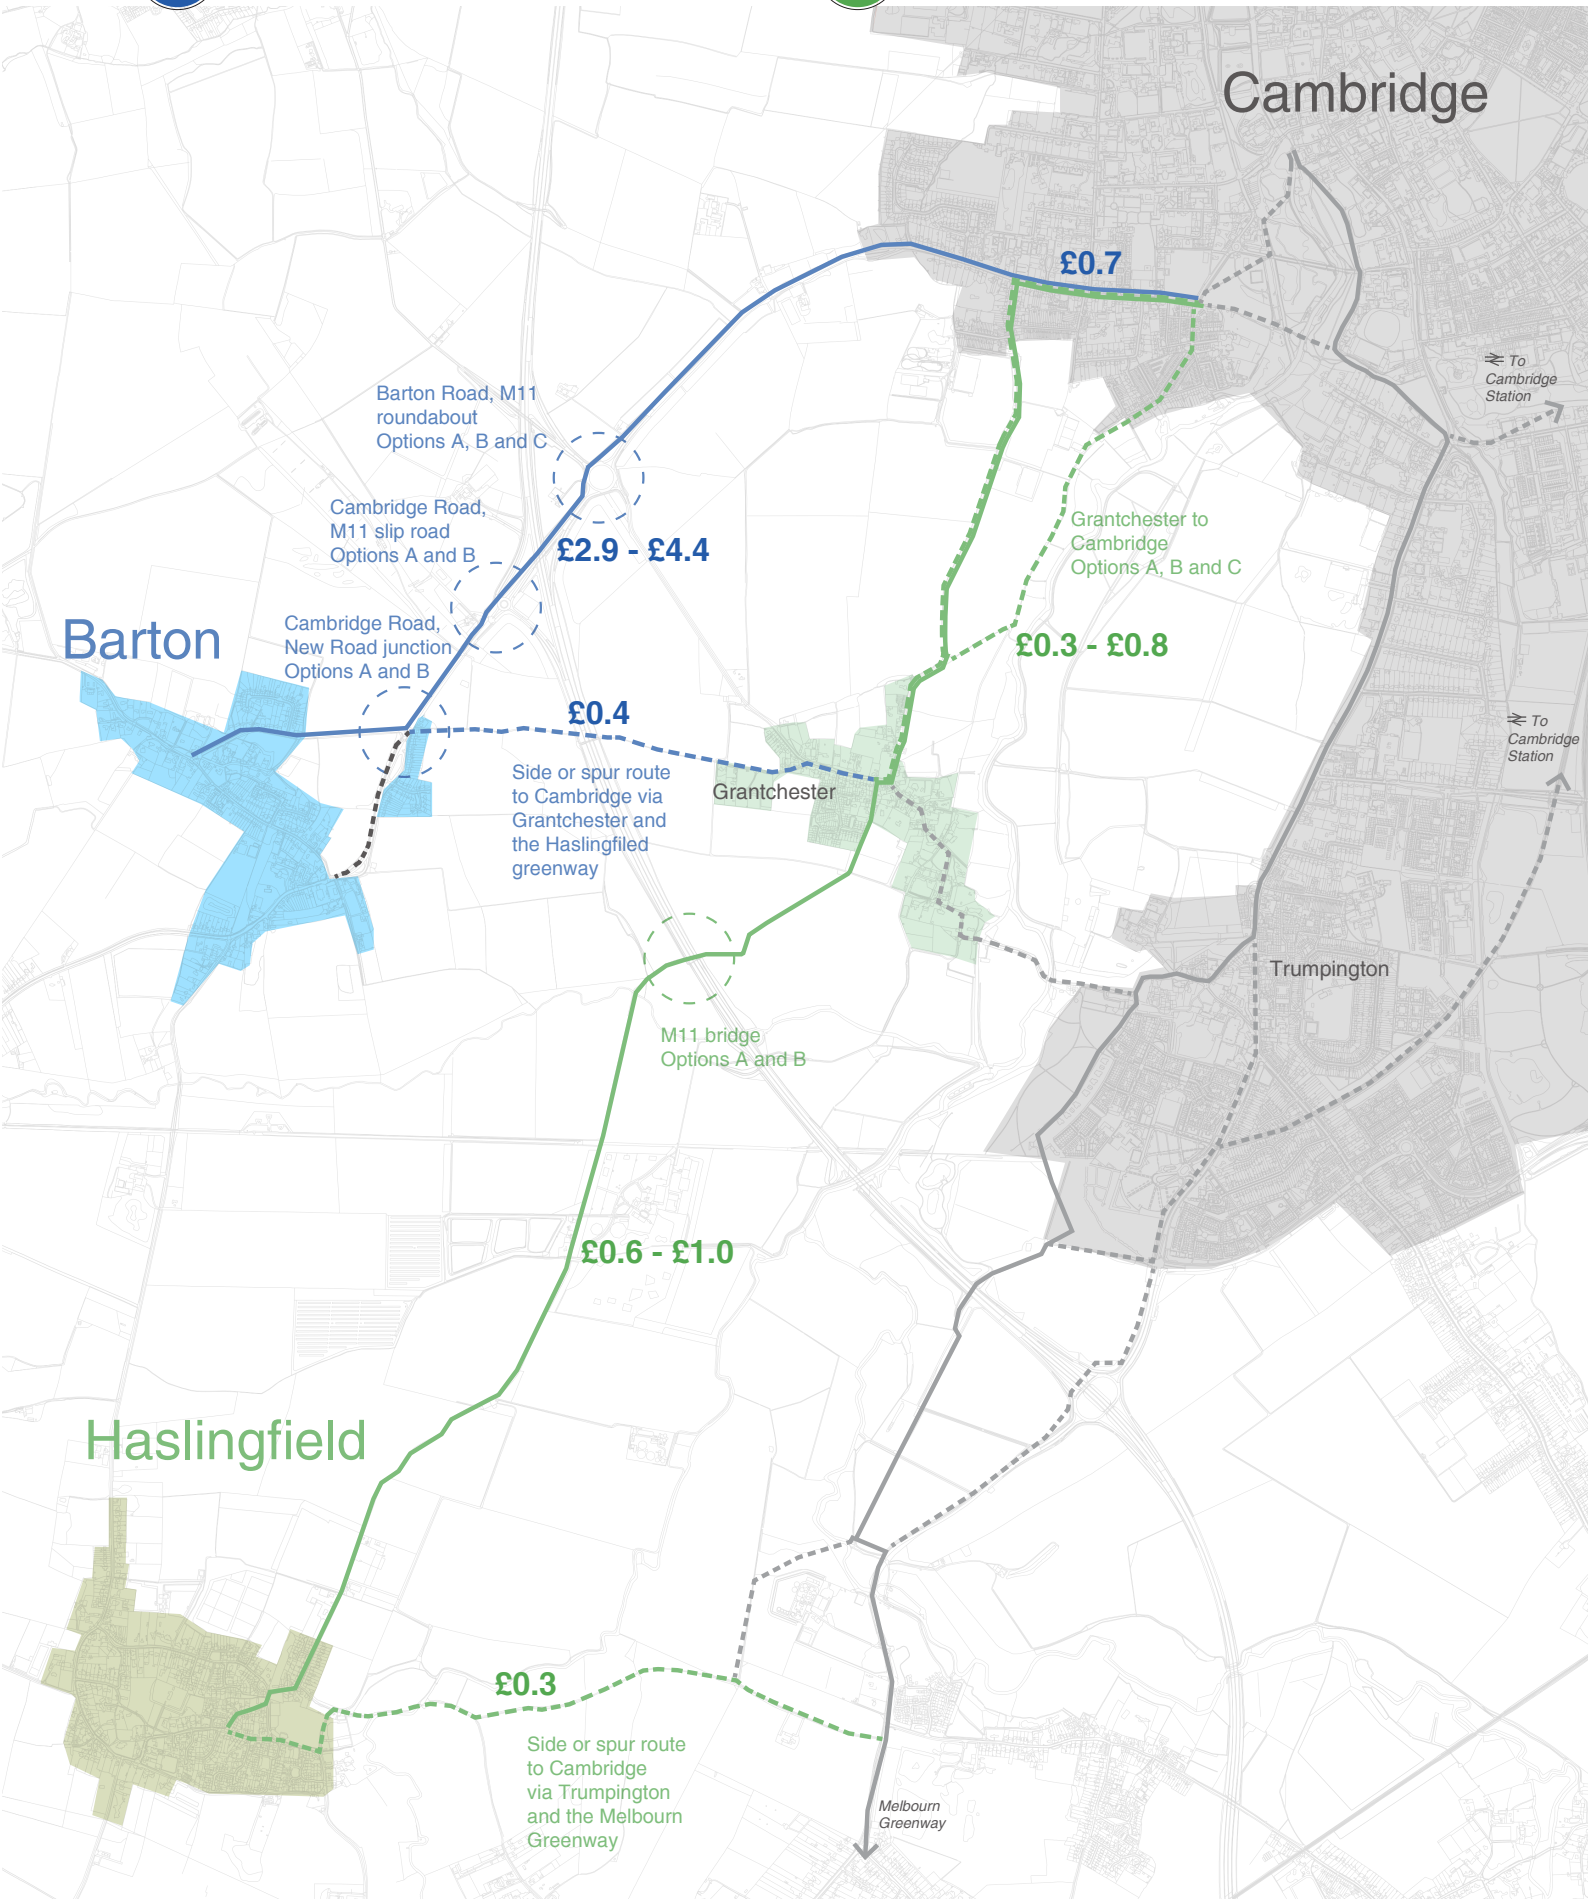 Cambridge
£0.7
To
Cambridge
Station
Barton Road, M11
roundabout
Options A, B and C
Cambridge Road,
M11 slip road
Options A and B
£2.9 - £4.4
Grantchester to
Cambridge
Options A, B and C
Cambridge Road,
New Road junction
Options A and B
Barton
£0.3 - £0.8
£0.4
To
Cambridge
Station
Side or spur route
to Cambridge via
Grantchester and
the Haslingfiled
greenway
Grantchester
Trumpington
M11 bridge
Options A and B
£0.6 - £1.0
Haslingfield
£0.3
Side or spur route
to Cambridge
via Trumpington
and the Melbourn
Greenway
Melbourn
Greenway